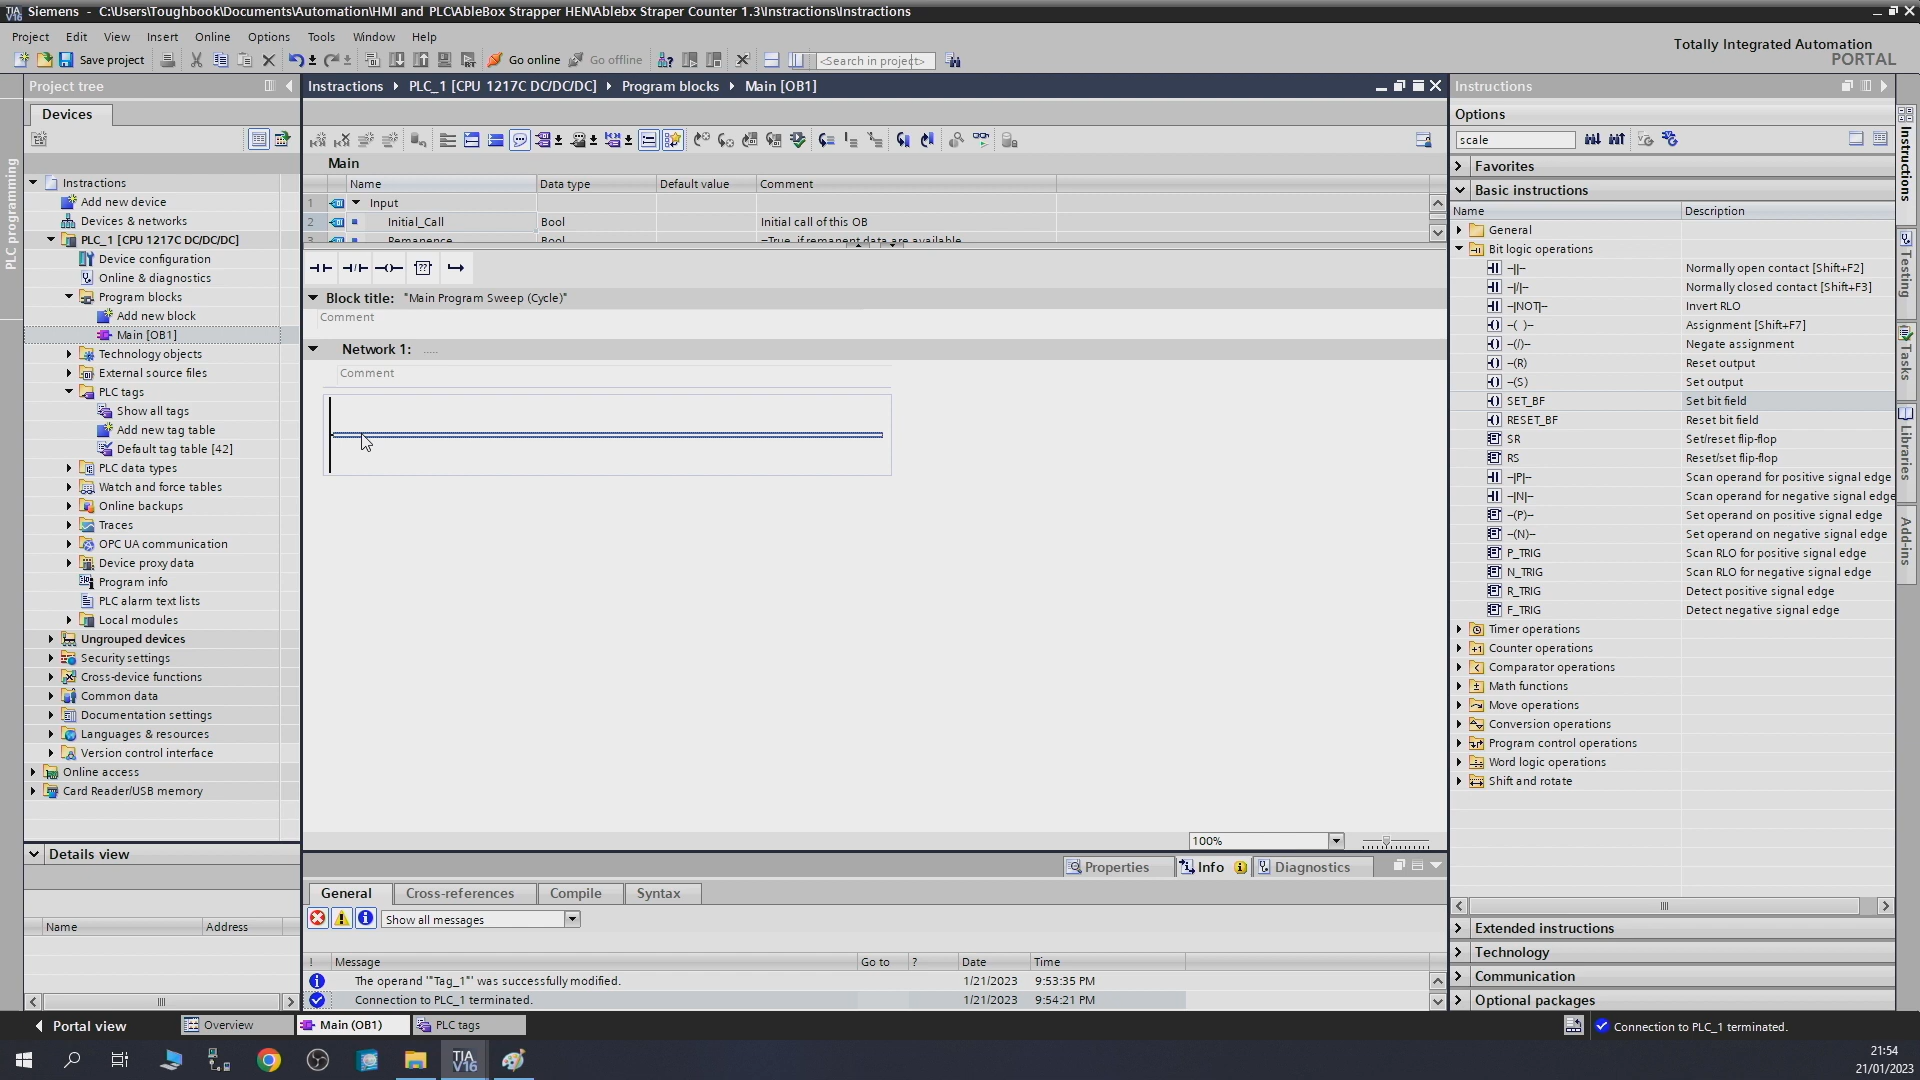 Siemens - C:\Users\Toughbook\Documents\Automation\HMI and PLC\AbleBox Strapper HEN\Ablebx Straper Counter 1.3\Instractions\Instractions
Project Edit View Insert Online Options Tools Window Help
Totally Integrated Automation
PORTAL
Save project
Go online
Go offline
<Search in project>
Project tree
Instractions › PLC_1 [CPU 1217C DC/DC/DC] › Program blocks › Main [OB1]
Instructions
Devices
Options
scale
PLC programming
Instractions
Add new device
Devices & networks
PLC_1 [CPU 1217C DC/DC/DC]
Device configuration
Online & diagnostics
Program blocks
Add new block
Main [OB1]
Technology objects
External source files
PLC tags
Show all tags
Add new tag table
Default tag table [42]
PLC data types
Watch and force tables
Online backups
Traces
OPC UA communication
Device proxy data
Program info
PLC alarm text lists
Local modules
Ungrouped devices
Security settings
Cross-device functions
Common data
Documentation settings
Languages & resources
Version control interface
Online access
Card Reader/USB memory
Details view
Name Address
Main
Name Data type Default value Comment
1 Input
2 Initial_Call Bool Initial call of this OB
3 Remanence Bool =True, if remanent data are available
??
Block title: "Main Program Sweep (Cycle)"
Comment
Network 1: .....
Comment
100%
Properties Info Diagnostics
General Cross-references Compile Syntax
Show all messages
! Message Go to ? Date Time
The operand '"Tag_1"' was successfully modified. 1/21/2023 9:53:35 PM
Connection to PLC_1 terminated. 1/21/2023 9:54:21 PM
Favorites
Basic instructions
Name Description
General
Bit logic operations
-||- Normally open contact [Shift+F2]
-|/|- Normally closed contact [Shift+F3]
-|NOT|- Invert RLO
-( )- Assignment [Shift+F7]
-(/)- Negate assignment
-(R) Reset output
-(S) Set output
SET_BF Set bit field
RESET_BF Reset bit field
SR Set/reset flip-flop
RS Reset/set flip-flop
-|P|- Scan operand for positive signal edge
-|N|- Scan operand for negative signal edge
-(P)- Set operand on positive signal edge
-(N)- Set operand on negative signal edge
P_TRIG Scan RLO for positive signal edge
N_TRIG Scan RLO for negative signal edge
R_TRIG Detect positive signal edge
F_TRIG Detect negative signal edge
Timer operations
Counter operations
Comparator operations
Math functions
Move operations
Conversion operations
Program control operations
Word logic operations
Shift and rotate
Extended instructions
Technology
Communication
Optional packages
Instructions
Testing
Tasks
Libraries
Add-ins
Portal view Overview Main (OB1) PLC tags
Connection to PLC_1 terminated.
TIA
V16
21:54
21/01/2023